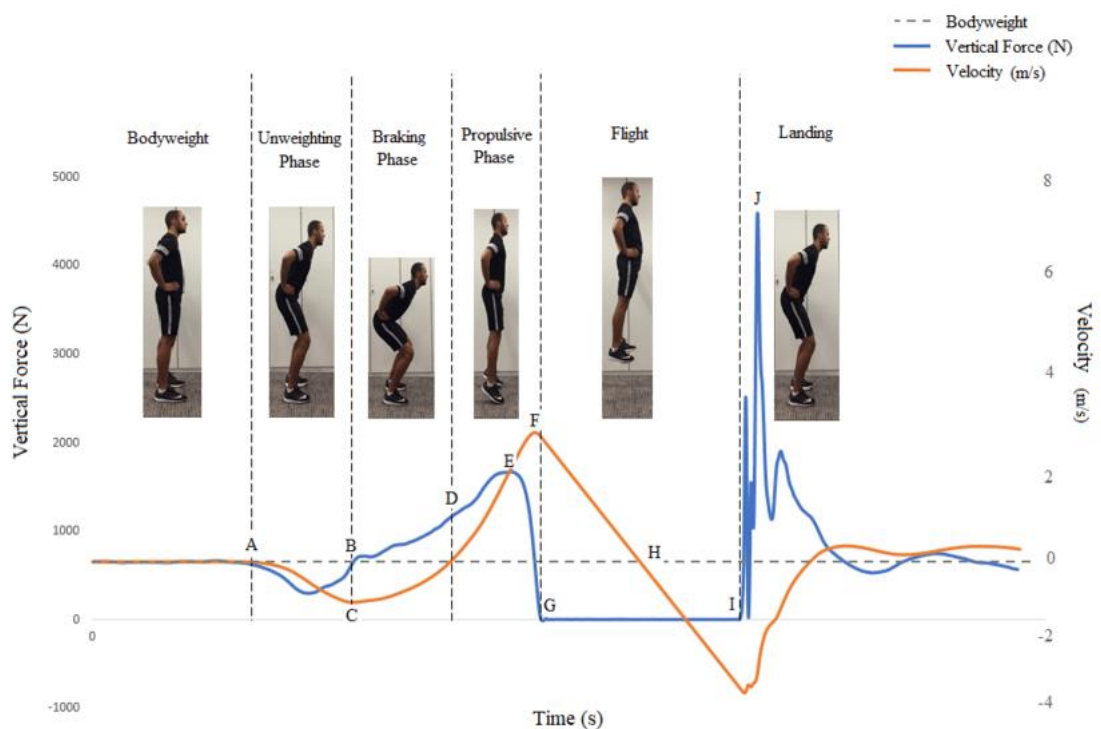 Bodyweight
Vertical Force (N)
Velocity (m/s)
Bodyweight
Unweighting
Phase
Braking
Phase
Propulsive
Phase
Flight
Landing
5000
4000
3000
2000
1000
0
-1000
8
6
4
2
0
-2
-4
Vertical Force (N)
Velocity
(m/s)
A
B
C
D
E
F
G
H
I
J
0
Time (s)